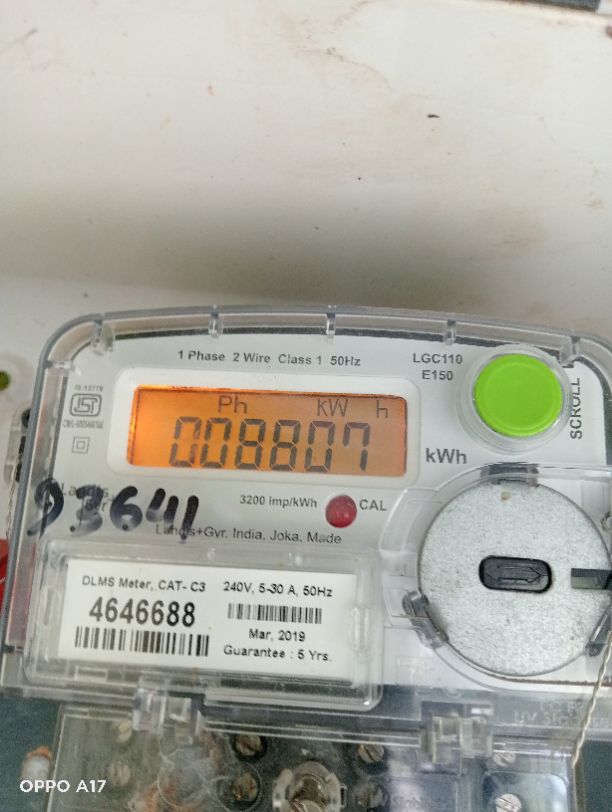 1 Phase 2 Wire Class 1 50Hz
LGC110
E150
SCROLL
IS:13779
Ph kW h
008807
kWh
3200 imp/kWh
CAL
93641
Landis+Gyr. India. Joka. Made
DLMS Meter, CAT- C3
4646688
240V, 5-30 A, 50Hz
Mar, 2019
Guarantee : 5 Yrs.
OPPO A17